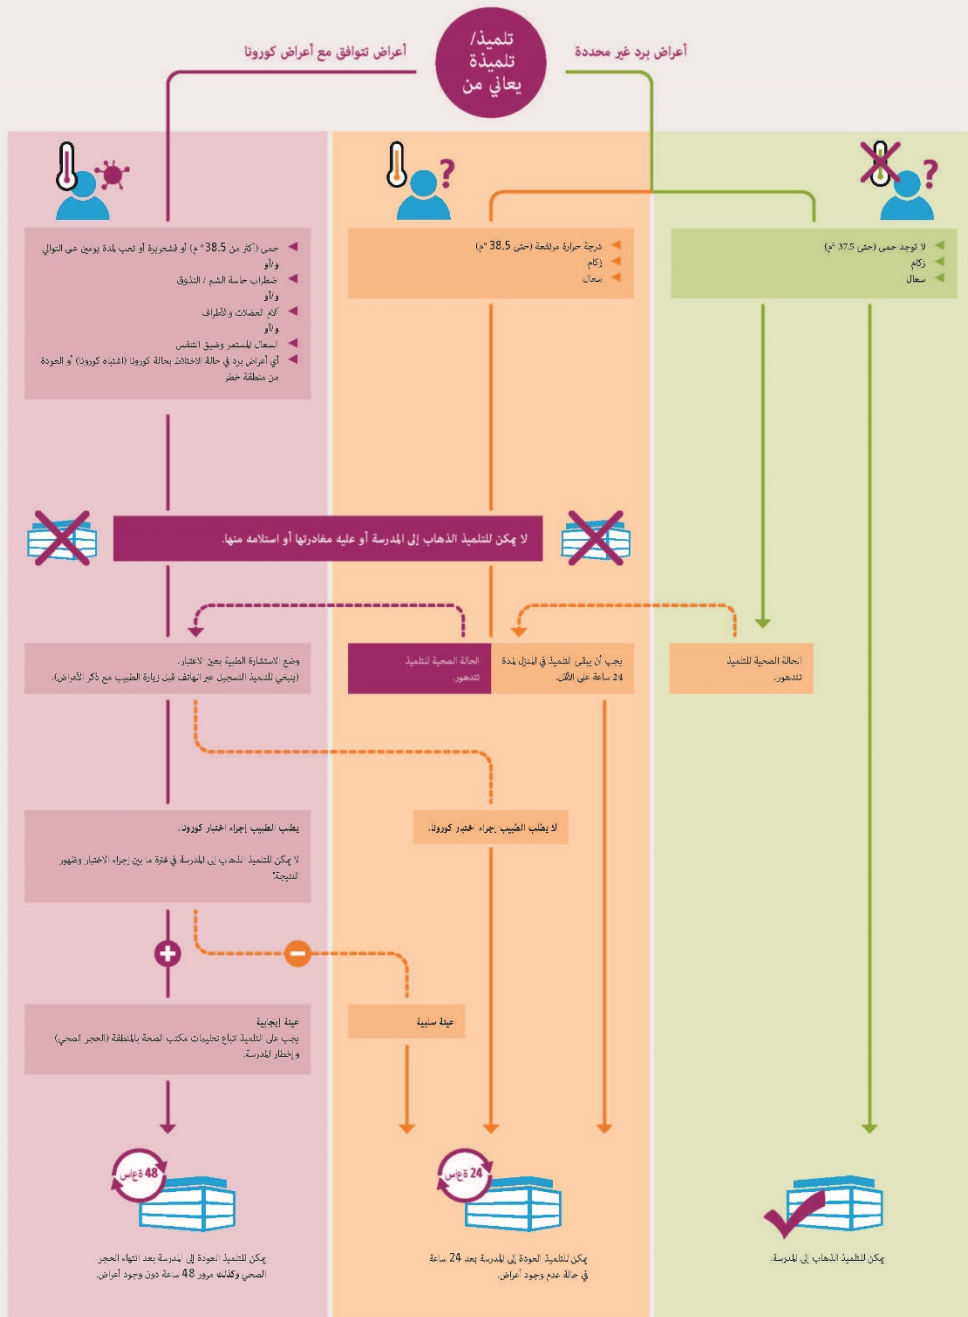 تلميذ/
تلميذة
يعاني من
أعراض برد غير محددة
أعراض تتوافق مع أعراض كورونا
لا توجد حمى (حتى 37.5 °م)
زكام
سعال
درجة حرارة مرتفعة (حتى 38.5 °م)
زكام
سعال
حمى (أكثر من 38.5 °م) أو قشعريرة أو تعب لمدة يومين على التوالي
و/أو
ضطراب حاسة الشم / التذوق
و/أو
آلام العضلات والأطراف
و/أو
السعال المستمر وضيق التنفس
أي أعراض برد في حالة الاختلاط بحالة كورونا (اشتباه كورونا) أو العودة
من منطقة خطر
لا يمكن للتلميذ الذهاب إلى المدرسة أو عليه مغادرتها أو استلامه منها.
الحالة الصحية للتلميذ
تتدهور.
يجب أن يبقى التلميذ في المنزل لمدة
24 ساعة على الأقل.
الحالة الصحية للتلميذ
تتدهور.
وضع الاستشارة الطبية بعين الاعتبار.
(ينبغي للتلميذ التسجيل عبر الهاتف قبل زيارة الطبيب مع ذكر الأعراض).
لا يطلب الطبيب إجراء اختبار كورونا.
يطلب الطبيب إجراء اختبار كورونا.
لا يمكن للتلميذ الذهاب إلى المدرسة في فترة ما بين إجراء الاختبار وظهور
النتيجة.
عينة سلبية
عينة إيجابية
يجب على التلميذ اتباع تعليمات مكتب الصحة بالمنطقة (الحجر الصحي)
وإخطار المدرسة.
24 ةعاس
48 ةعاس
يمكن للتلميذ الذهاب إلى المدرسة.
يمكن للتلميذ العودة إلى المدرسة بعد 24 ساعة
في حالة عدم وجود أعراض.
يمكن للتلميذ العودة إلى المدرسة بعد انتهاء الحجر
الصحي وكذلك مرور 48 ساعة دون وجود أعراض.